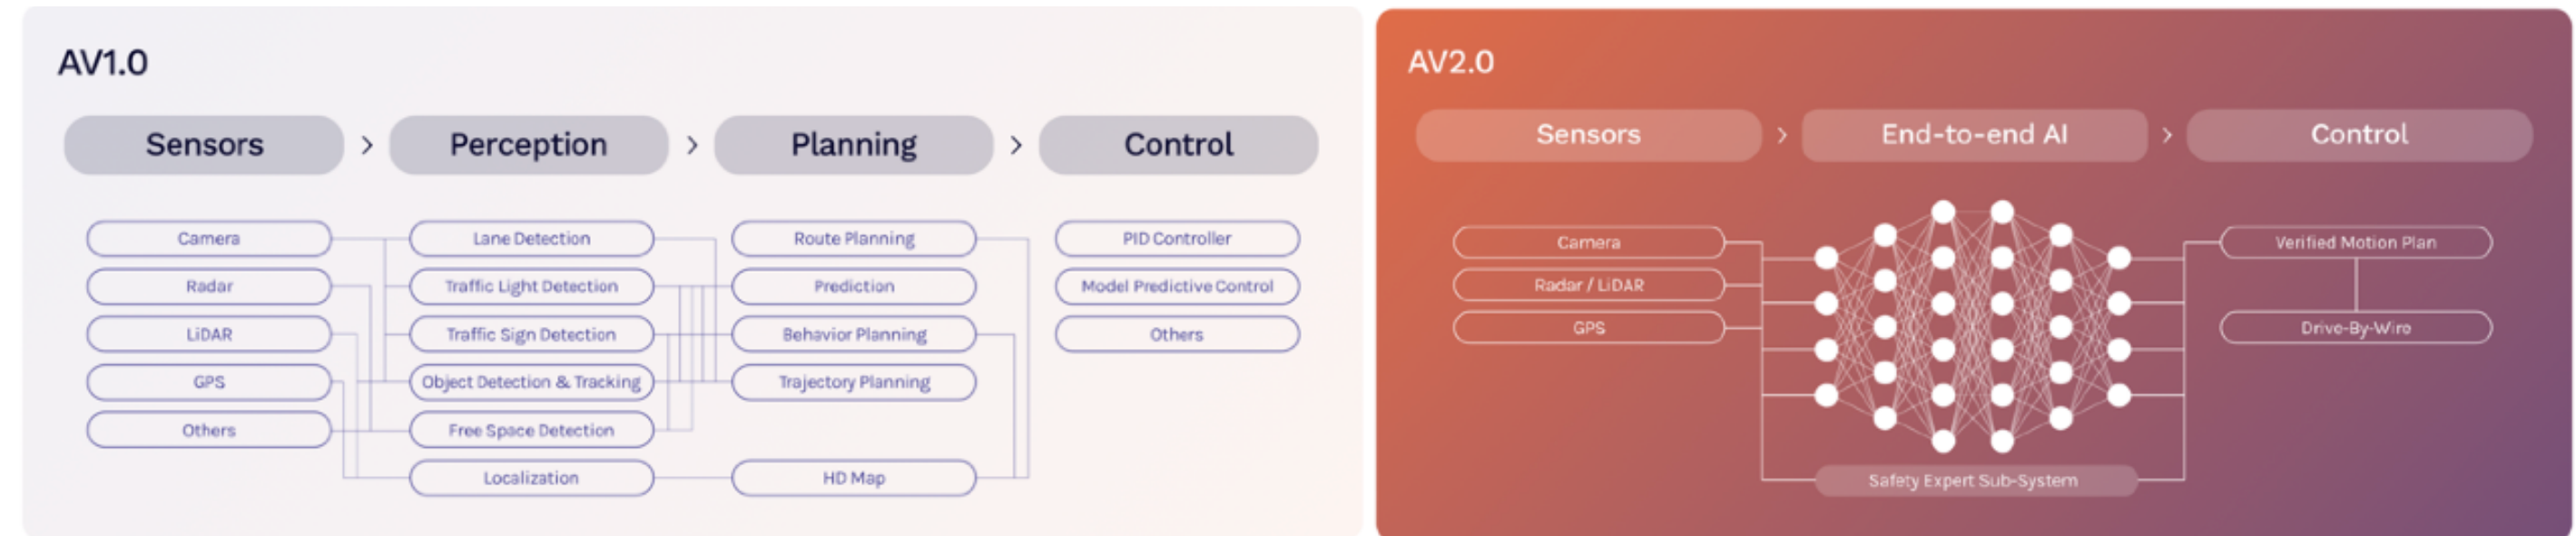 AV1.0
Sensors
Perception
Planning
Control
Camera
Radar
LiDAR
GPS
Others
Lane Detection
Traffic Light Detection
Traffic Sign Detection
Object Detection & Tracking
Free Space Detection
Localization
Route Planning
Prediction
Behavior Planning
Trajectory Planning
HD Map
PID Controller
Model Predictive Control
Others
AV2.0
Sensors
End-to-end AI
Control
Camera
Radar / LiDAR
GPS
Safety Expert Sub-System
Verified Motion Plan
Drive-By-Wire